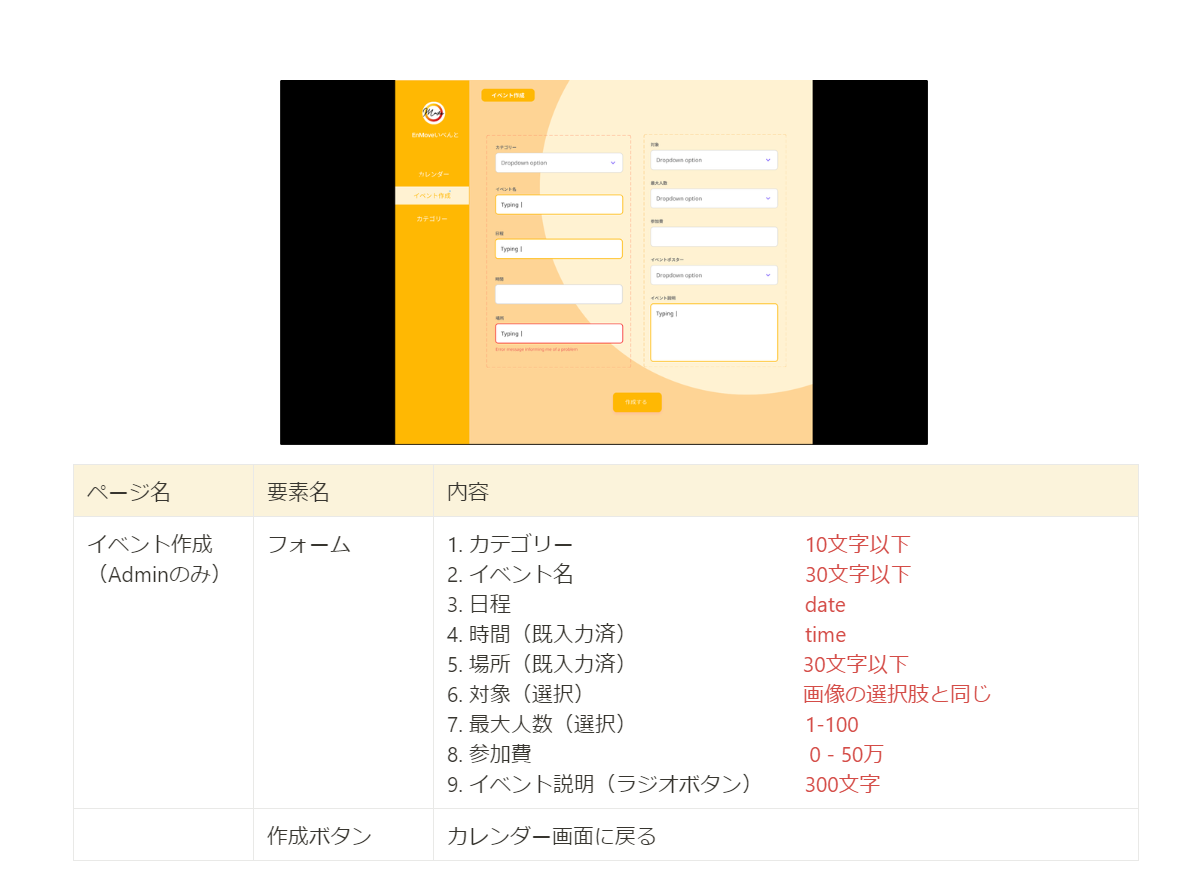 イベント作成
EnMoveいべんと
カレンダー
イベント作成
カテゴリー
カテゴリー
Dropdown option
イベント名
Typing |
日程
Typing |
時間
場所
Typing |
Error message informing me of a problem
対象
Dropdown option
最大人数
Dropdown option
参加費
イベントポスター
Dropdown option
イベント説明
Typing |
作成する
ページ名 要素名 内容
イベント作成 フォーム 1. カテゴリー 10文字以下
（Adminのみ） 2. イベント名 30文字以下
3. 日程 date
4. 時間（既入力済） time
5. 場所（既入力済） 30文字以下
6. 対象（選択） 画像の選択肢と同じ
7. 最大人数（選択） 1-100
8. 参加費 0 - 50万
9. イベント説明（ラジオボタン） 300文字
作成ボタン カレンダー画面に戻る